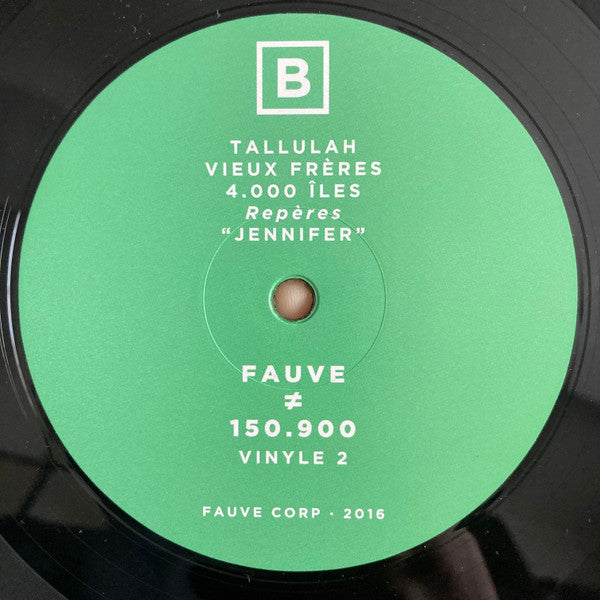 B
TALLULAH
VIEUX FRÈRES
4.000 ÎLES
Repères
“JENNIFER”
FAUVE
≠
150.900
VINYLE 2
FAUVE CORP · 2016